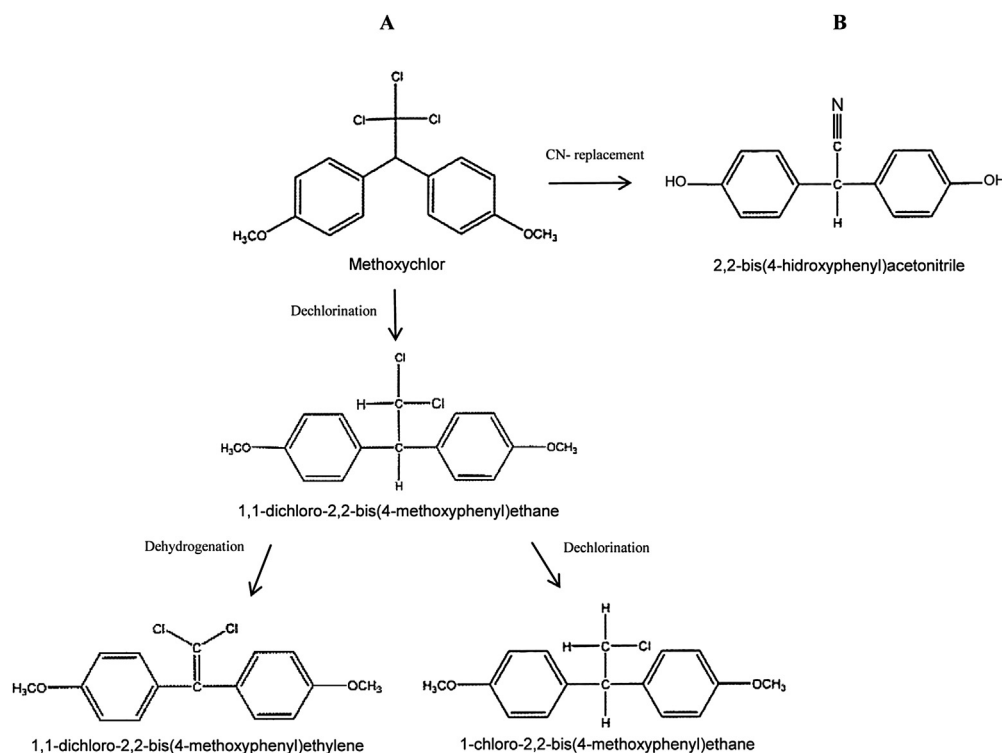 A
B
Cl
Cl
Cl
H₃CO
OCH₃
Methoxychlor
CN- replacement
N
C
HO
C
OH
H
2,2-bis(4-hidroxyphenyl)acetonitrile
Dechlorination
Cl
H
C
Cl
H₃CO
C
OCH₃
H
1,1-dichloro-2,2-bis(4-methoxyphenyl)ethane
Dehydrogenation
Dechlorination
Cl
Cl
C
H₃CO
C
OCH₃
1,1-dichloro-2,2-bis(4-methoxyphenyl)ethylene
H
H
C
Cl
H₃CO
C
OCH₃
H
1-chloro-2,2-bis(4-methoxyphenyl)ethane